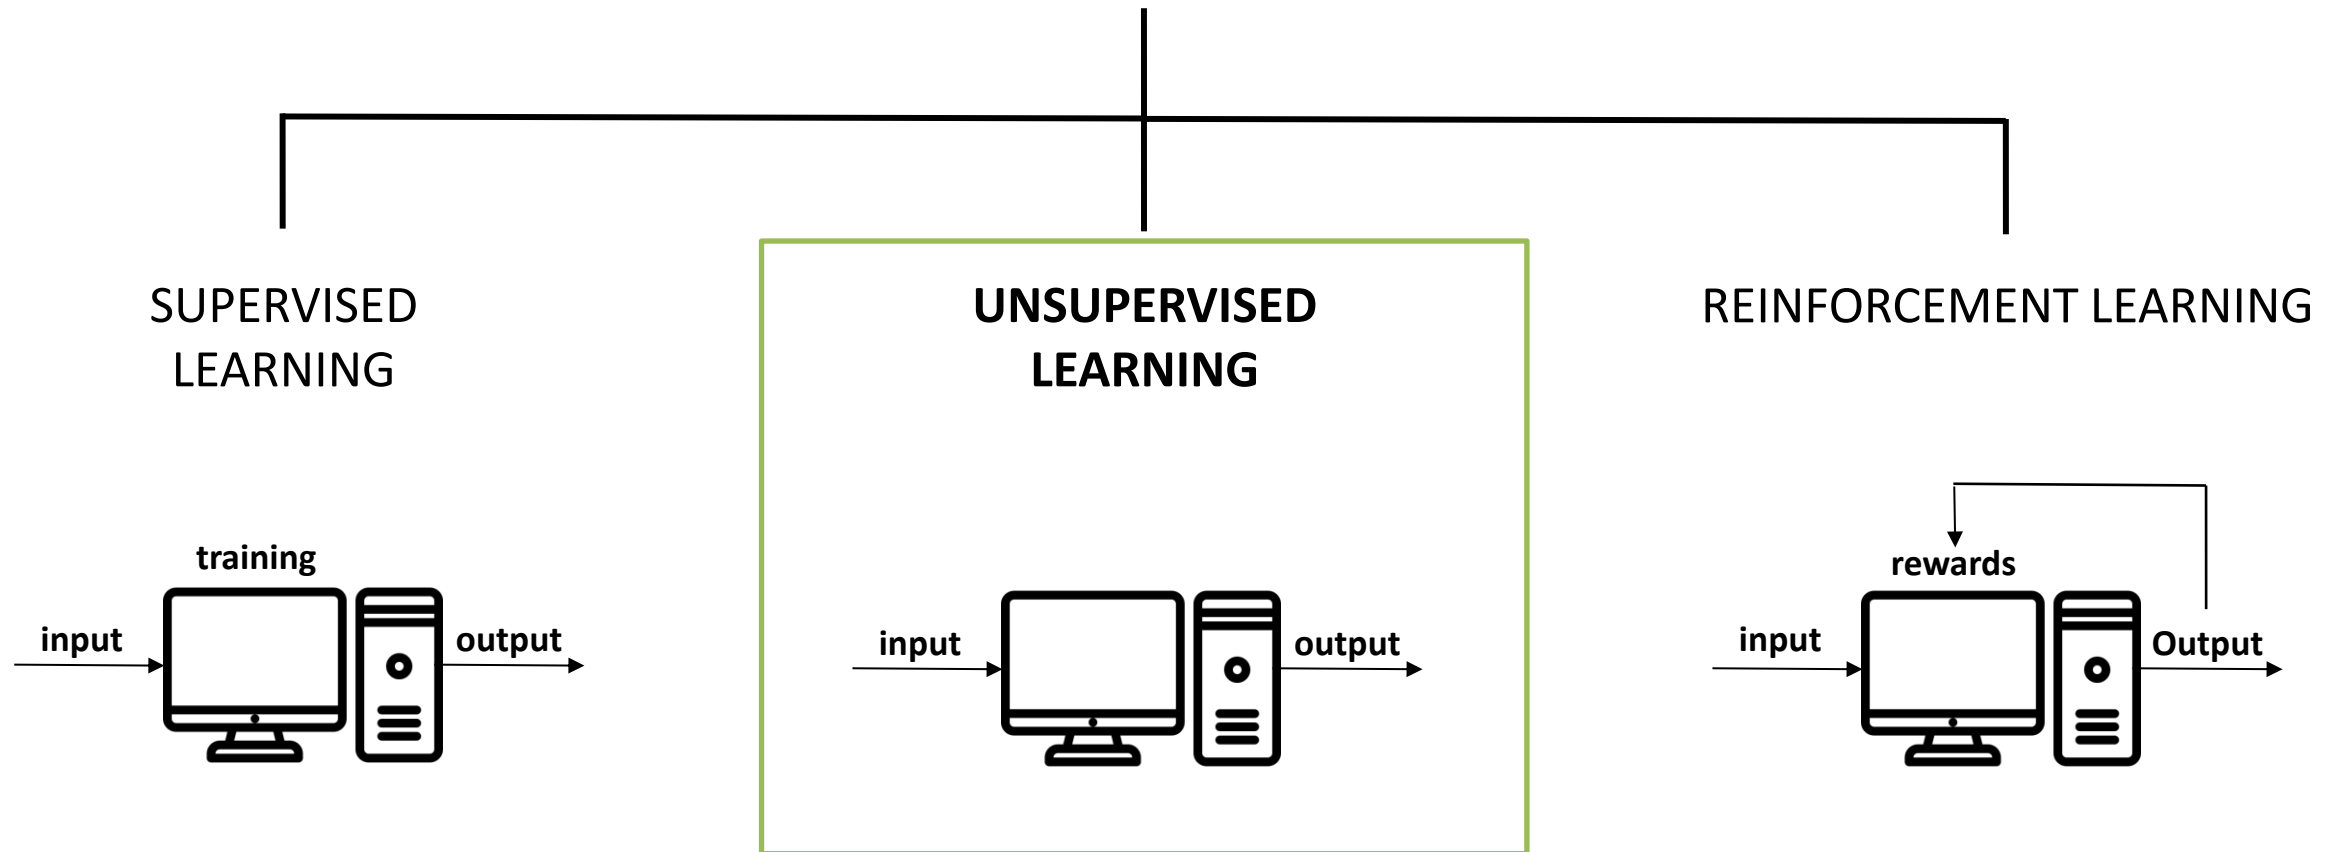 SUPERVISED
LEARNING
UNSUPERVISED
LEARNING
REINFORCEMENT LEARNING
training
input
output
input
output
rewards
input
Output